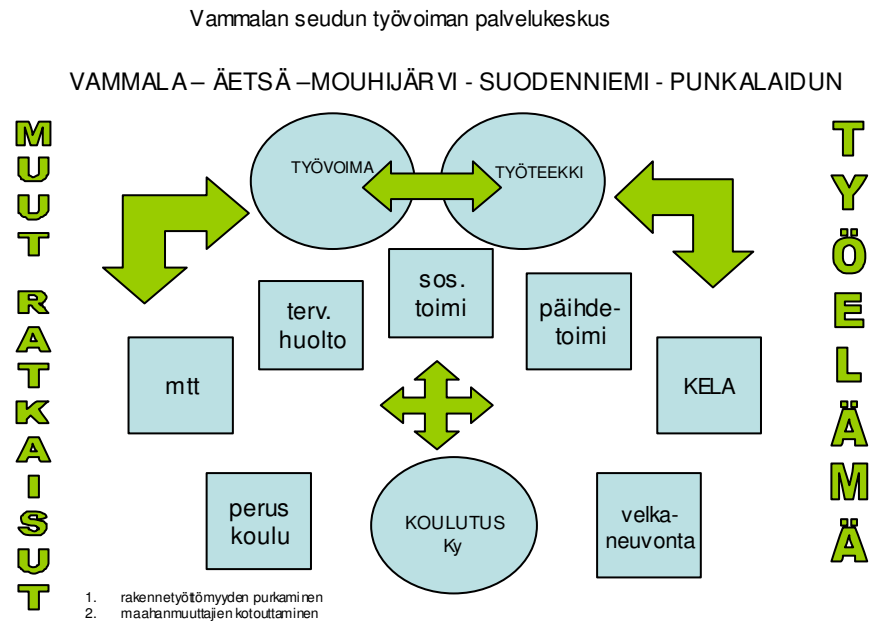 Vammalan seudun työvoiman palvelukeskus
VAMMALA – ÄETSÄ –MOUHIJÄRVI - SUODENNIEMI - PUNKALAIDUN
MUUT RATKAISUT
TYÖVOIMA
TYÖTEEKKI
TYÖELÄMÄ
sos.
toimi
terv.
huolto
päihde-
toimi
mtt
KELA
perus
koulu
KOULUTUS
Ky
velka-
neuvonta
1. rakennetyöttömyyden purkaminen
2. maahanmuuttajien kotouttaminen